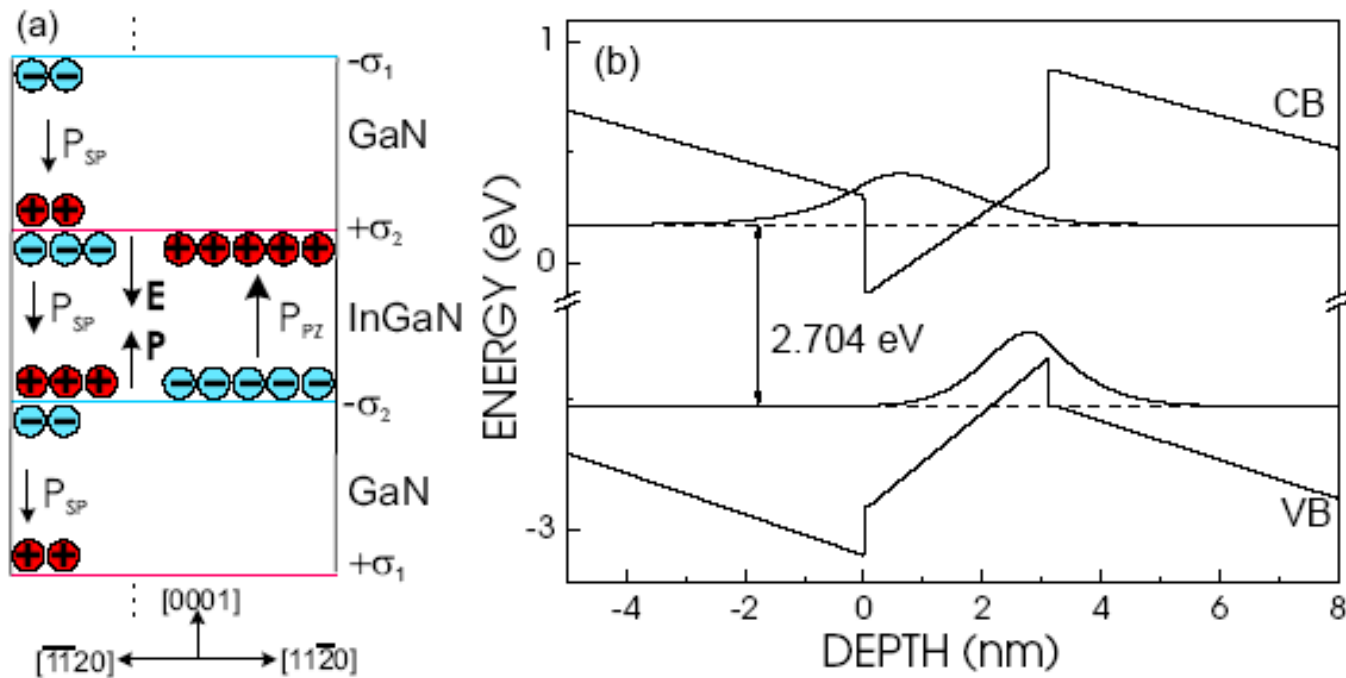 (a)
-σ₁
P_SP
GaN
+σ₂
E
P_SP
P
P_PZ
InGaN
-σ₂
P_SP
GaN
+σ₁
[0001]
[1̅1̅20]
[112̅0]
(b)
1
0
-3
ENERGY (eV)
CB
2.704 eV
VB
-4
-2
0
2
4
6
8
DEPTH (nm)